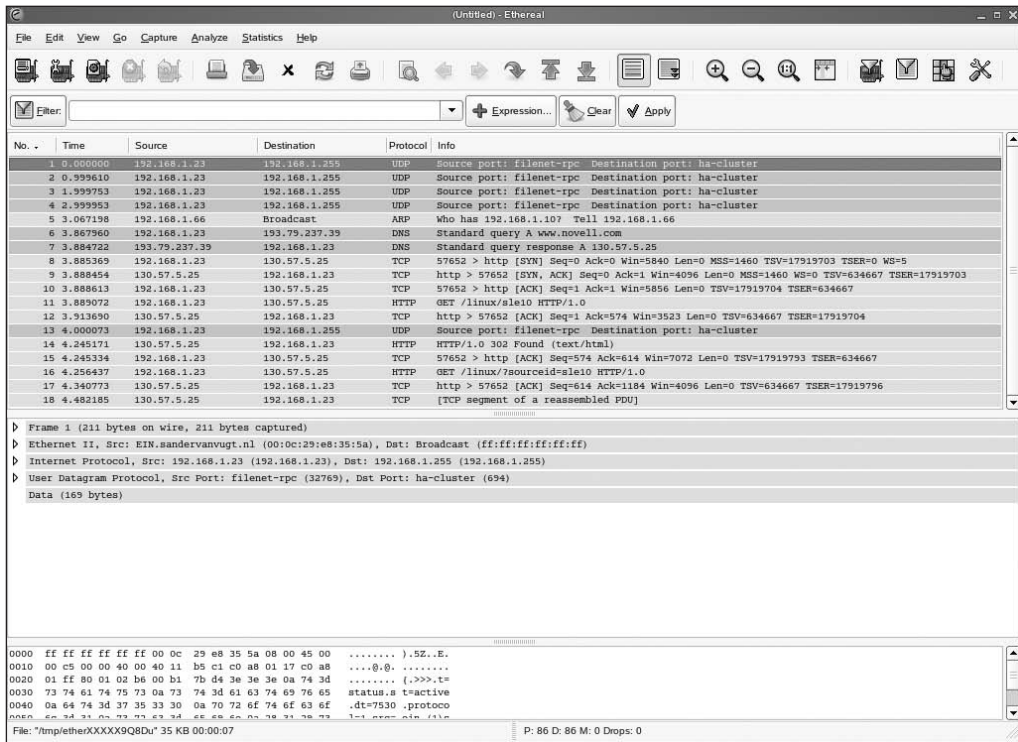 (Untitled) - Ethereal
File Edit View Go Capture Analyze Statistics Help
Filter: Expression... Clear Apply
No. . Time Source Destination Protocol Info
1 0.000000 192.168.1.23 192.168.1.255 UDP Source port: filenet-rpc Destination port: ha-cluster
2 0.999610 192.168.1.23 192.168.1.255 UDP Source port: filenet-rpc Destination port: ha-cluster
3 1.999753 192.168.1.23 192.168.1.255 UDP Source port: filenet-rpc Destination port: ha-cluster
4 2.999953 192.168.1.23 192.168.1.255 UDP Source port: filenet-rpc Destination port: ha-cluster
5 3.067198 192.168.1.66 Broadcast ARP Who has 192.168.1.10? Tell 192.168.1.66
6 3.867960 192.168.1.23 193.79.237.39 DNS Standard query A www.novell.com
7 3.884722 193.79.237.39 192.168.1.23 DNS Standard query response A 130.57.5.25
8 3.885369 192.168.1.23 130.57.5.25 TCP 57652 > http [SYN] Seq=0 Ack=0 Win=5840 Len=0 MSS=1460 TSV=17919703 TSER=0 WS=5
9 3.888454 130.57.5.25 192.168.1.23 TCP http > 57652 [SYN, ACK] Seq=0 Ack=1 Win=4096 Len=0 MSS=1460 WS=0 TSV=634667 TSER=17919703
10 3.888613 192.168.1.23 130.57.5.25 TCP 57652 > http [ACK] Seq=1 Ack=1 Win=5856 Len=0 TSV=17919704 TSER=634667
11 3.889072 192.168.1.23 130.57.5.25 HTTP GET /linux/sle10 HTTP/1.0
12 3.913690 130.57.5.25 192.168.1.23 TCP http > 57652 [ACK] Seq=1 Ack=574 Win=3523 Len=0 TSV=634667 TSER=17919704
13 4.000073 192.168.1.23 192.168.1.255 UDP Source port: filenet-rpc Destination port: ha-cluster
14 4.245171 130.57.5.25 192.168.1.23 HTTP HTTP/1.0 302 Found (text/html)
15 4.245334 192.168.1.23 130.57.5.25 TCP 57652 > http [ACK] Seq=574 Ack=614 Win=7072 Len=0 TSV=17919793 TSER=634667
16 4.256437 192.168.1.23 130.57.5.25 HTTP GET /linux/?sourceid=sle10 HTTP/1.0
17 4.340773 130.57.5.25 192.168.1.23 TCP http > 57652 [ACK] Seq=614 Ack=1184 Win=4096 Len=0 TSV=634667 TSER=17919796
18 4.482185 130.57.5.25 192.168.1.23 TCP [TCP segment of a reassembled PDU]
Frame 1 (211 bytes on wire, 211 bytes captured)
Ethernet II, Src: EIN.sandervanvugt.nl (00:0c:29:e8:35:5a), Dst: Broadcast (ff:ff:ff:ff:ff:ff)
Internet Protocol, Src: 192.168.1.23 (192.168.1.23), Dst: 192.168.1.255 (192.168.1.255)
User Datagram Protocol, Src Port: filenet-rpc (32769), Dst Port: ha-cluster (694)
Data (169 bytes)
0000 ff ff ff ff ff ff 00 0c 29 e8 35 5a 08 00 45 00 ........ ).5Z..E.
0010 00 c5 00 00 40 00 40 11 b5 c1 c0 a8 01 17 c0 a8 ....@.@. ........
0020 01 ff 80 01 02 b6 00 b1 7b d4 3e 3e 3e 0a 74 3d ........ {.>>>.t=
0030 73 74 61 74 75 73 0a 73 74 3d 61 63 74 69 76 65 status.s t=active
0040 0a 64 74 3d 37 35 33 30 0a 70 72 6f 74 6f 63 6f .dt=7530 .protoco
File: "/tmp/etherXXXXX9Q8Du" 35 KB 00:00:07 P: 86 D: 86 M: 0 Drops: 0